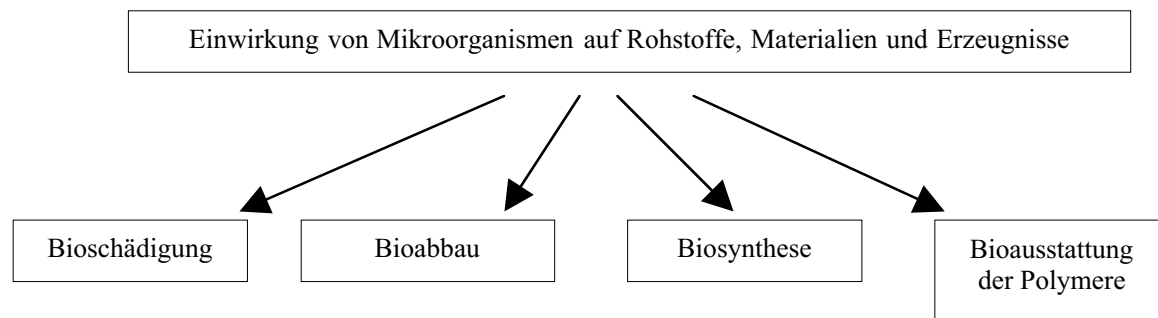 Einwirkung von Mikroorganismen auf Rohstoffe, Materialien und Erzeugnisse
Bioschädigung
Bioabbau
Biosynthese
Bioausstattung
der Polymere